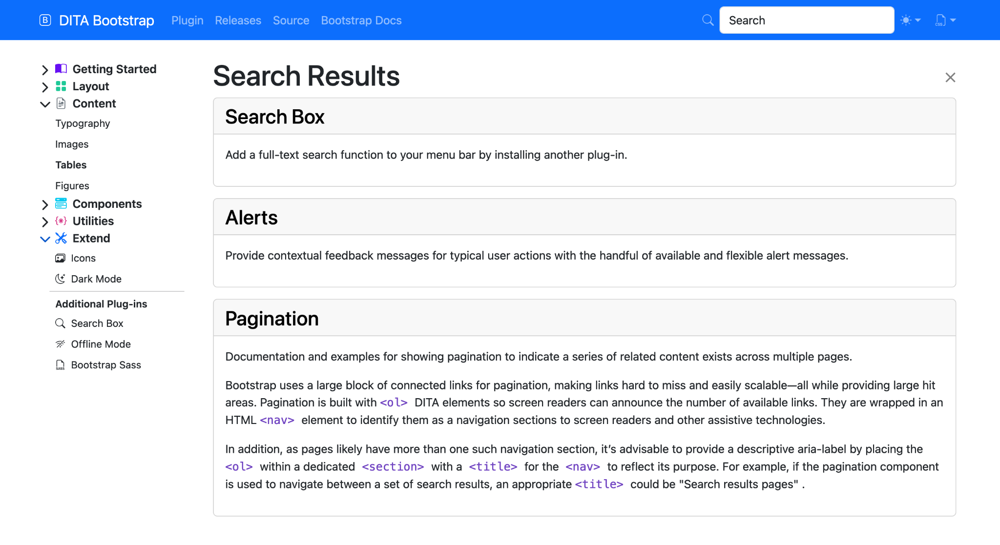 B DITA Bootstrap Plugin Releases Source Bootstrap Docs Search CSS
Getting Started
Layout
Content
Typography
Images
Tables
Figures
Components
Utilities
Extend
Icons
Dark Mode
Additional Plug-ins
Search Box
Offline Mode
SASS Bootstrap Sass
Search Results
Search Box
Add a full-text search function to your menu bar by installing another plug-in.
Alerts
Provide contextual feedback messages for typical user actions with the handful of available and flexible alert messages.
Pagination
Documentation and examples for showing pagination to indicate a series of related content exists across multiple pages.
Bootstrap uses a large block of connected links for pagination, making links hard to miss and easily scalable—all while providing large hit
areas. Pagination is built with <ol> DITA elements so screen readers can announce the number of available links. They are wrapped in an
HTML <nav> element to identify them as a navigation sections to screen readers and other assistive technologies.
In addition, as pages likely have more than one such navigation section, it’s advisable to provide a descriptive aria-label by placing the
<ol> within a dedicated <section> with a <title> for the <nav> to reflect its purpose. For example, if the pagination component
is used to navigate between a set of search results, an appropriate <title> could be "Search results pages" .